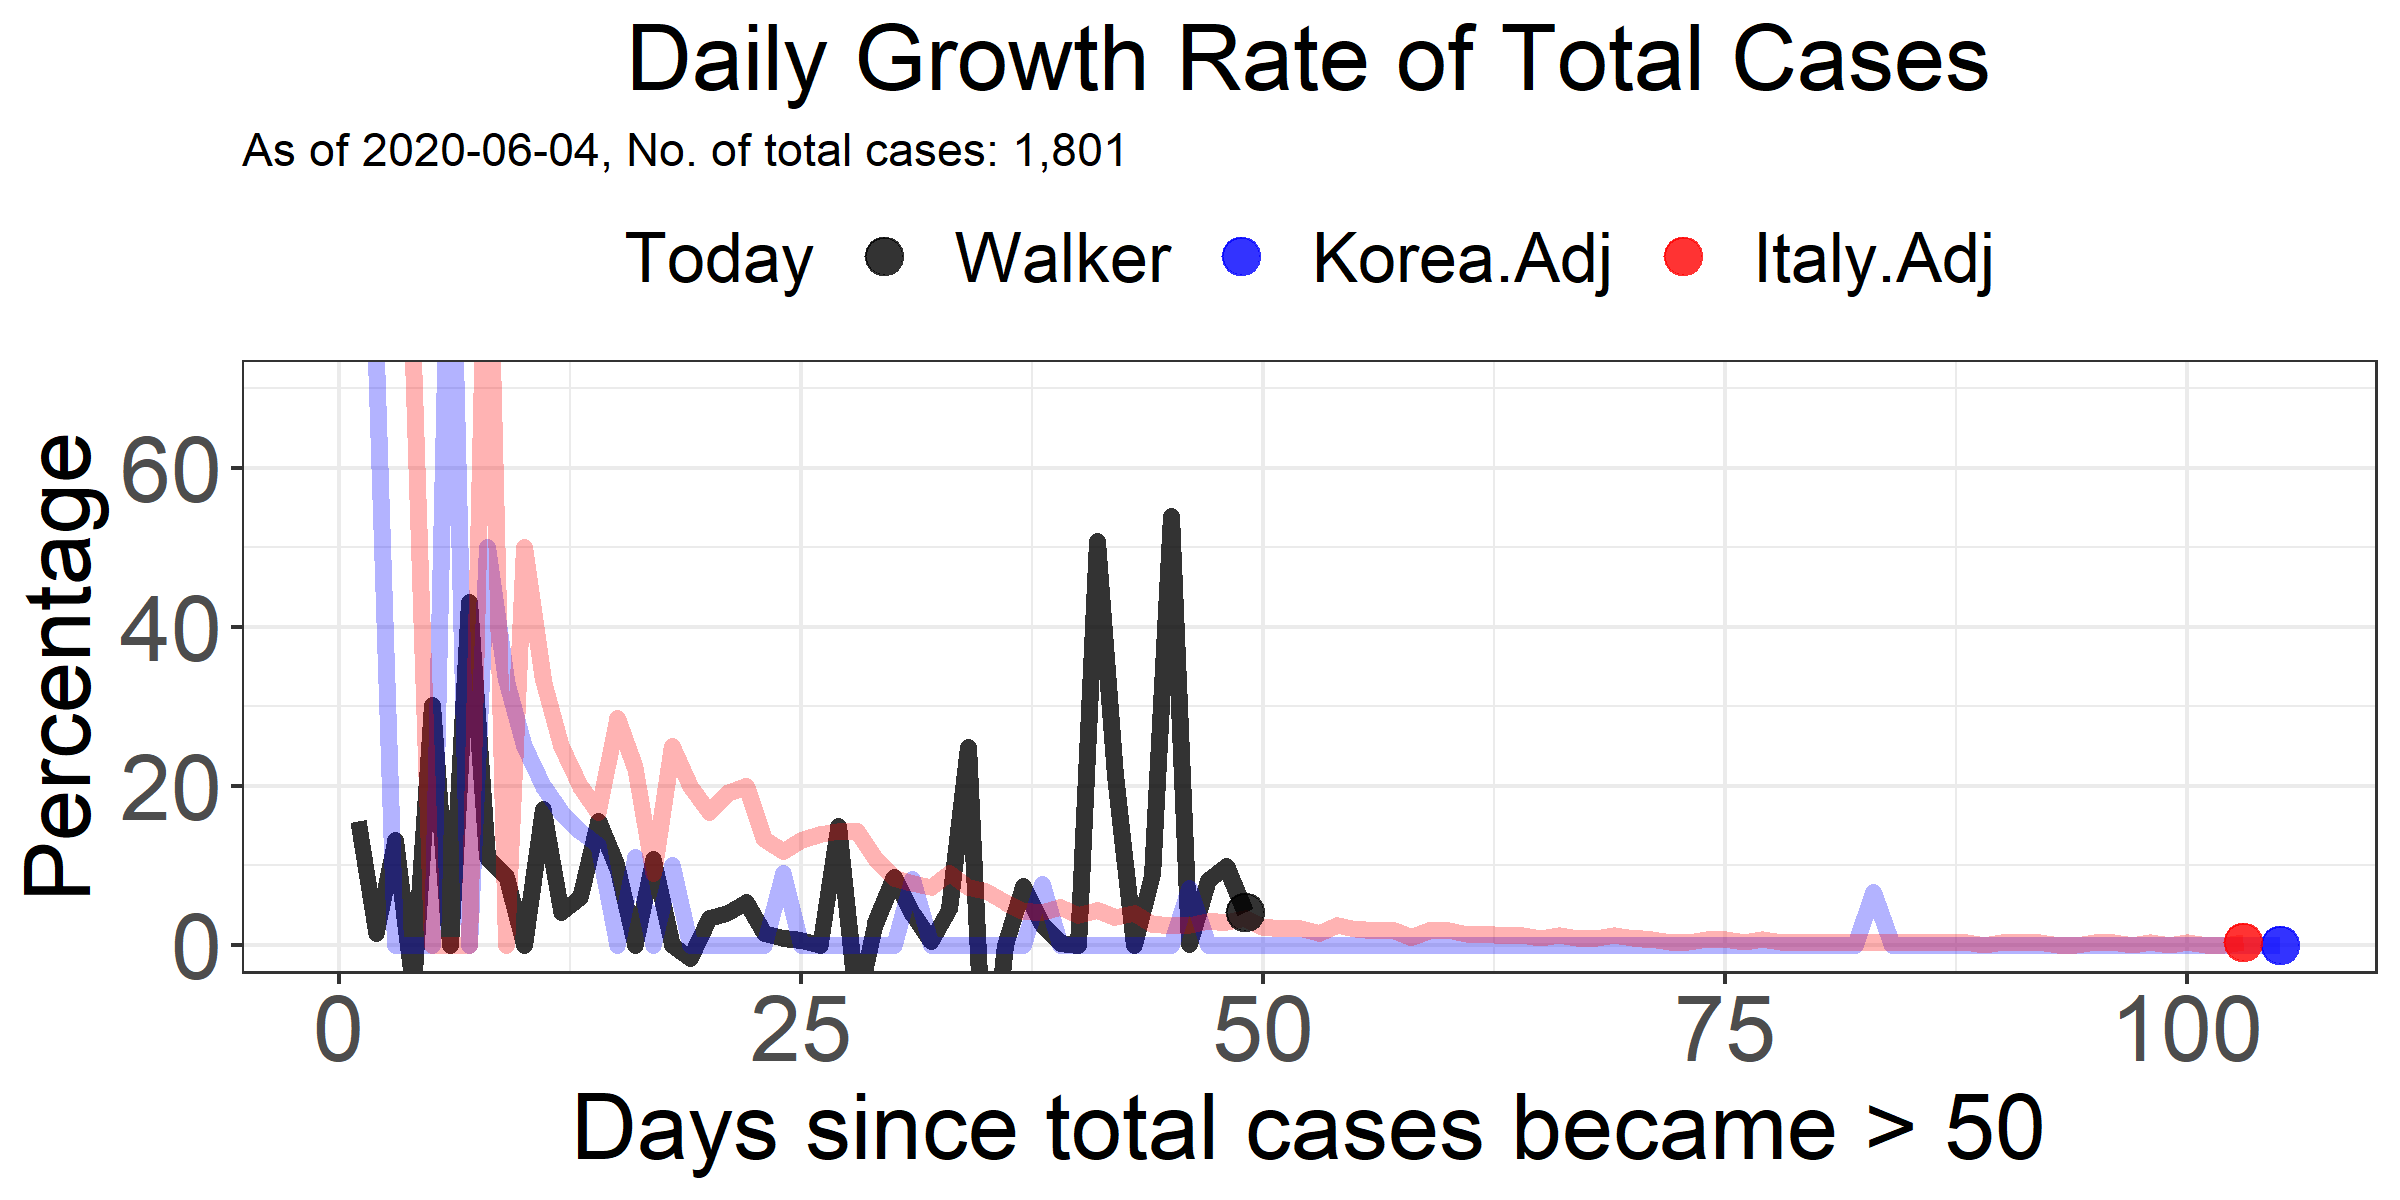 Daily Growth Rate of Total Cases
As of 2020-06-04, No. of total cases: 1,801
Today Walker Korea.Adj Italy.Adj
Percentage
60
40
20
0
0 25 50 75 100
Days since total cases became > 50